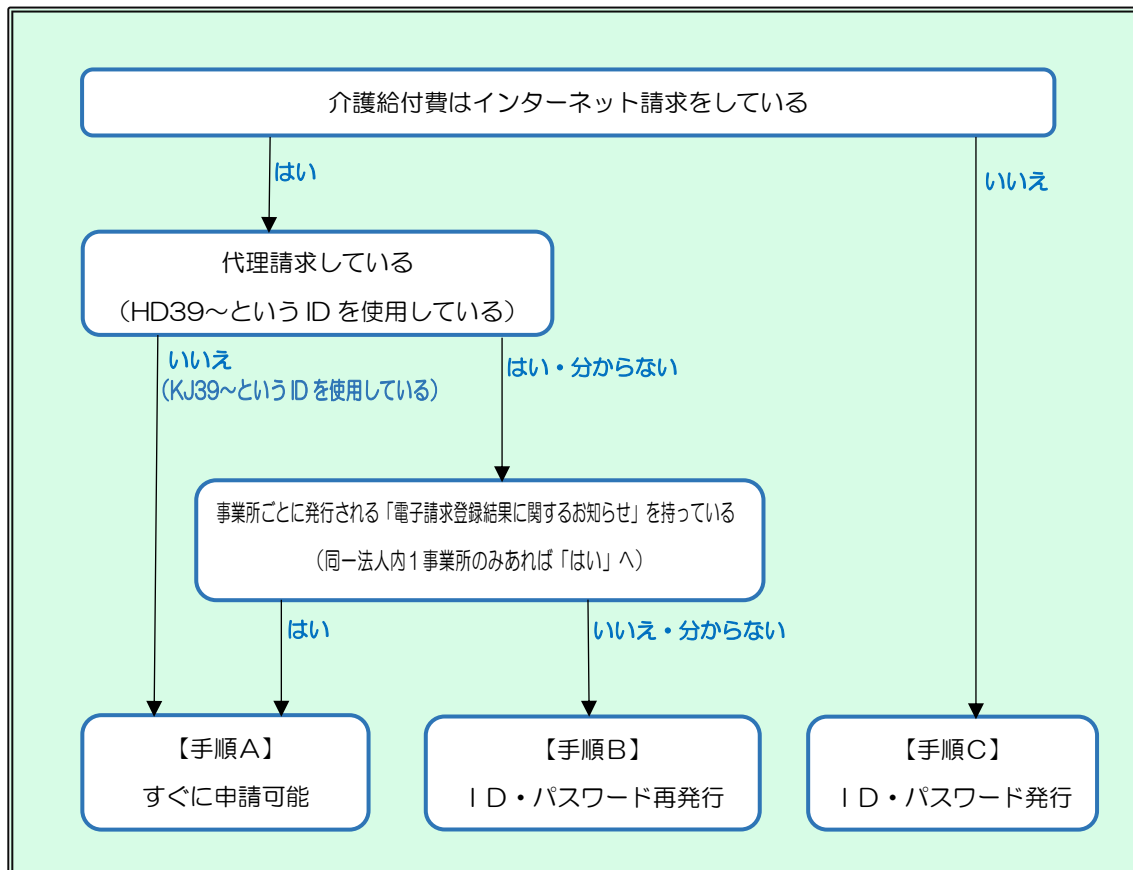 介護給付費はインターネット請求をしている
はい
いいえ
代理請求している
（HD39～という ID を使用している）
いいえ
（KJ39～という ID を使用している）
はい・分からない
事業所ごとに発行される「電子請求登録結果に関するお知らせ」を持っている
（同一法人内１事業所のみあれば「はい」へ）
はい
いいえ・分からない
【手順Ａ】
すぐに申請可能
【手順Ｂ】
ＩＤ・パスワード再発行
【手順Ｃ】
ＩＤ・パスワード発行